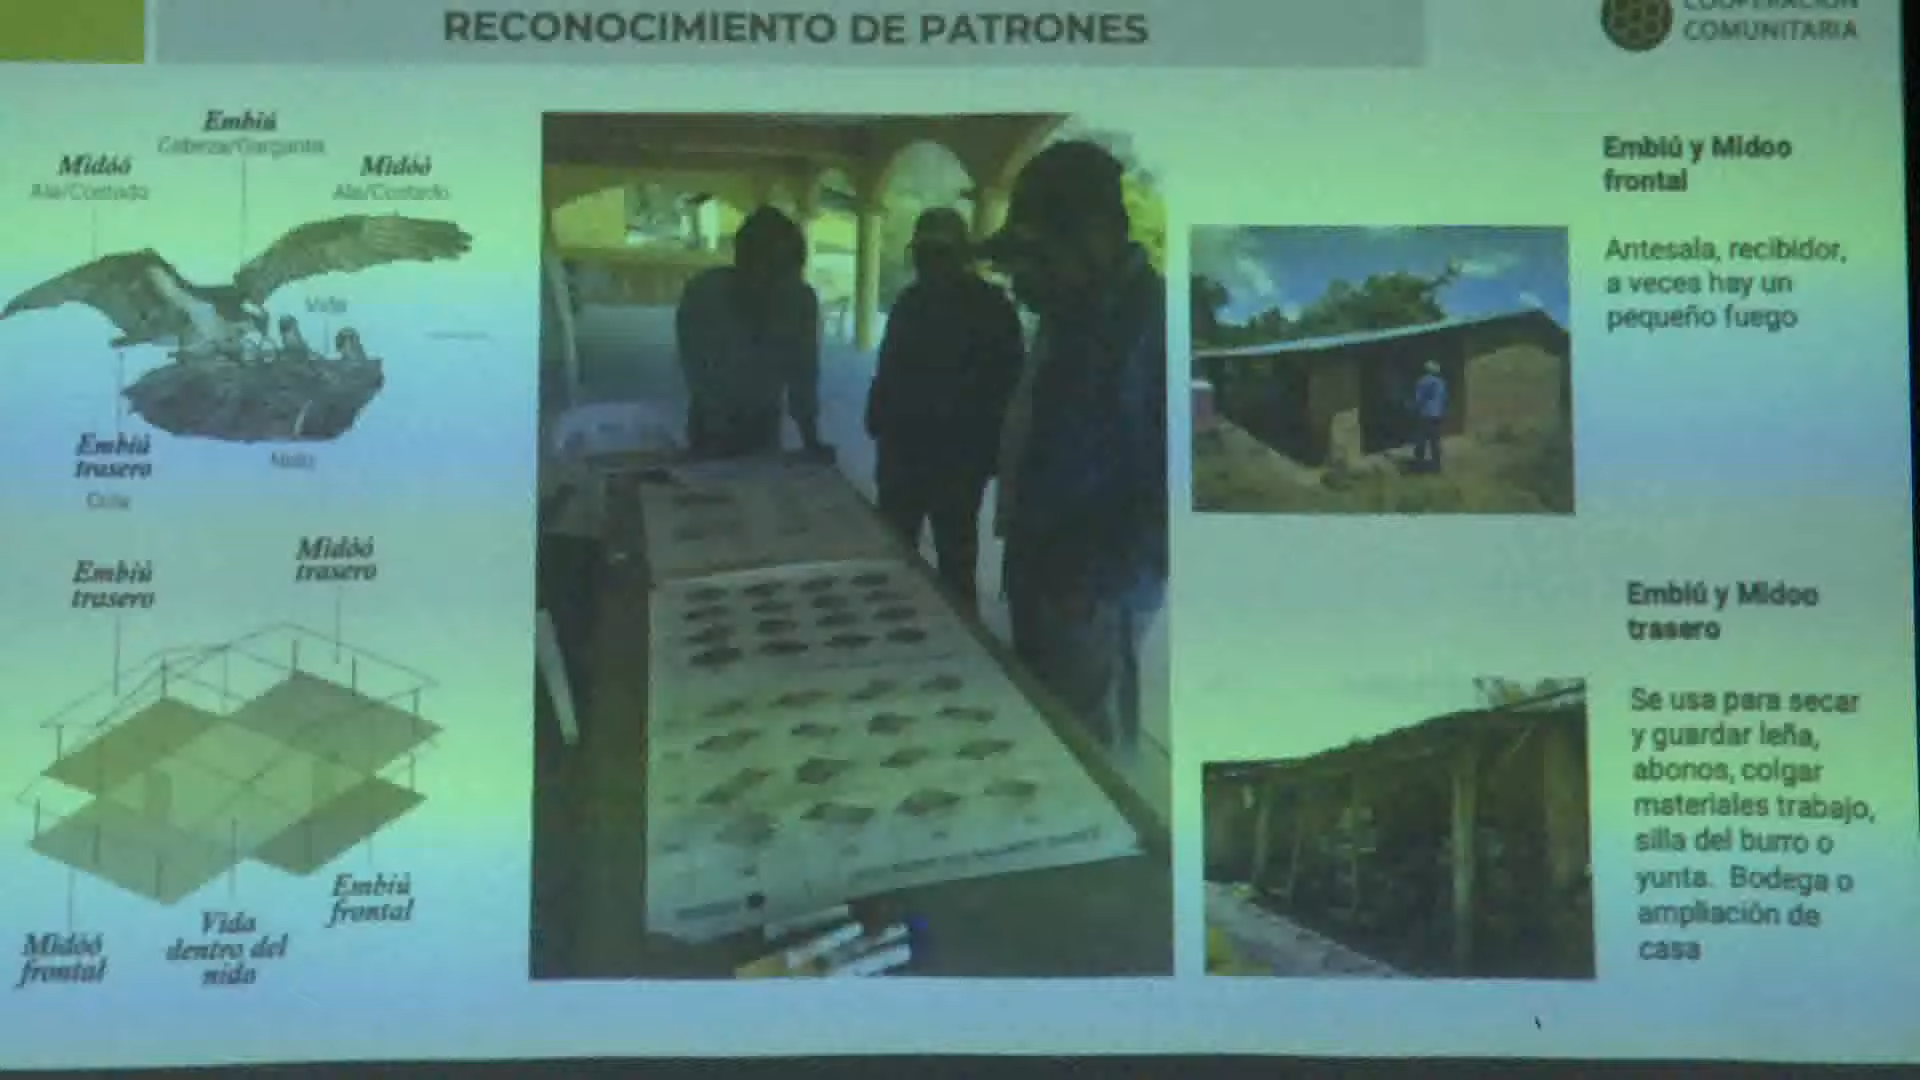 RECONOCIMIENTO DE PATRONES
COOPERACIÓN
COMUNITARIA
Embiú
Cabeza/Garganta
Midóó
Ala/Costado
Midóó
Ala/Costado
Vida
Embiú
trasero
Cola
Nido
Embiú
trasero
Midóó
trasero
Embiú
frontal
Vida
dentro del
nido
Midóó
frontal
Embiú y Midoo
frontal
Antesala, recibidor,
a veces hay un
pequeño fuego
Embiú y Midoo
trasero
Se usa para secar
y guardar leña,
abonos, colgar
materiales trabajo,
silla del burro o
yunta. Bodega o
ampliación de
casa